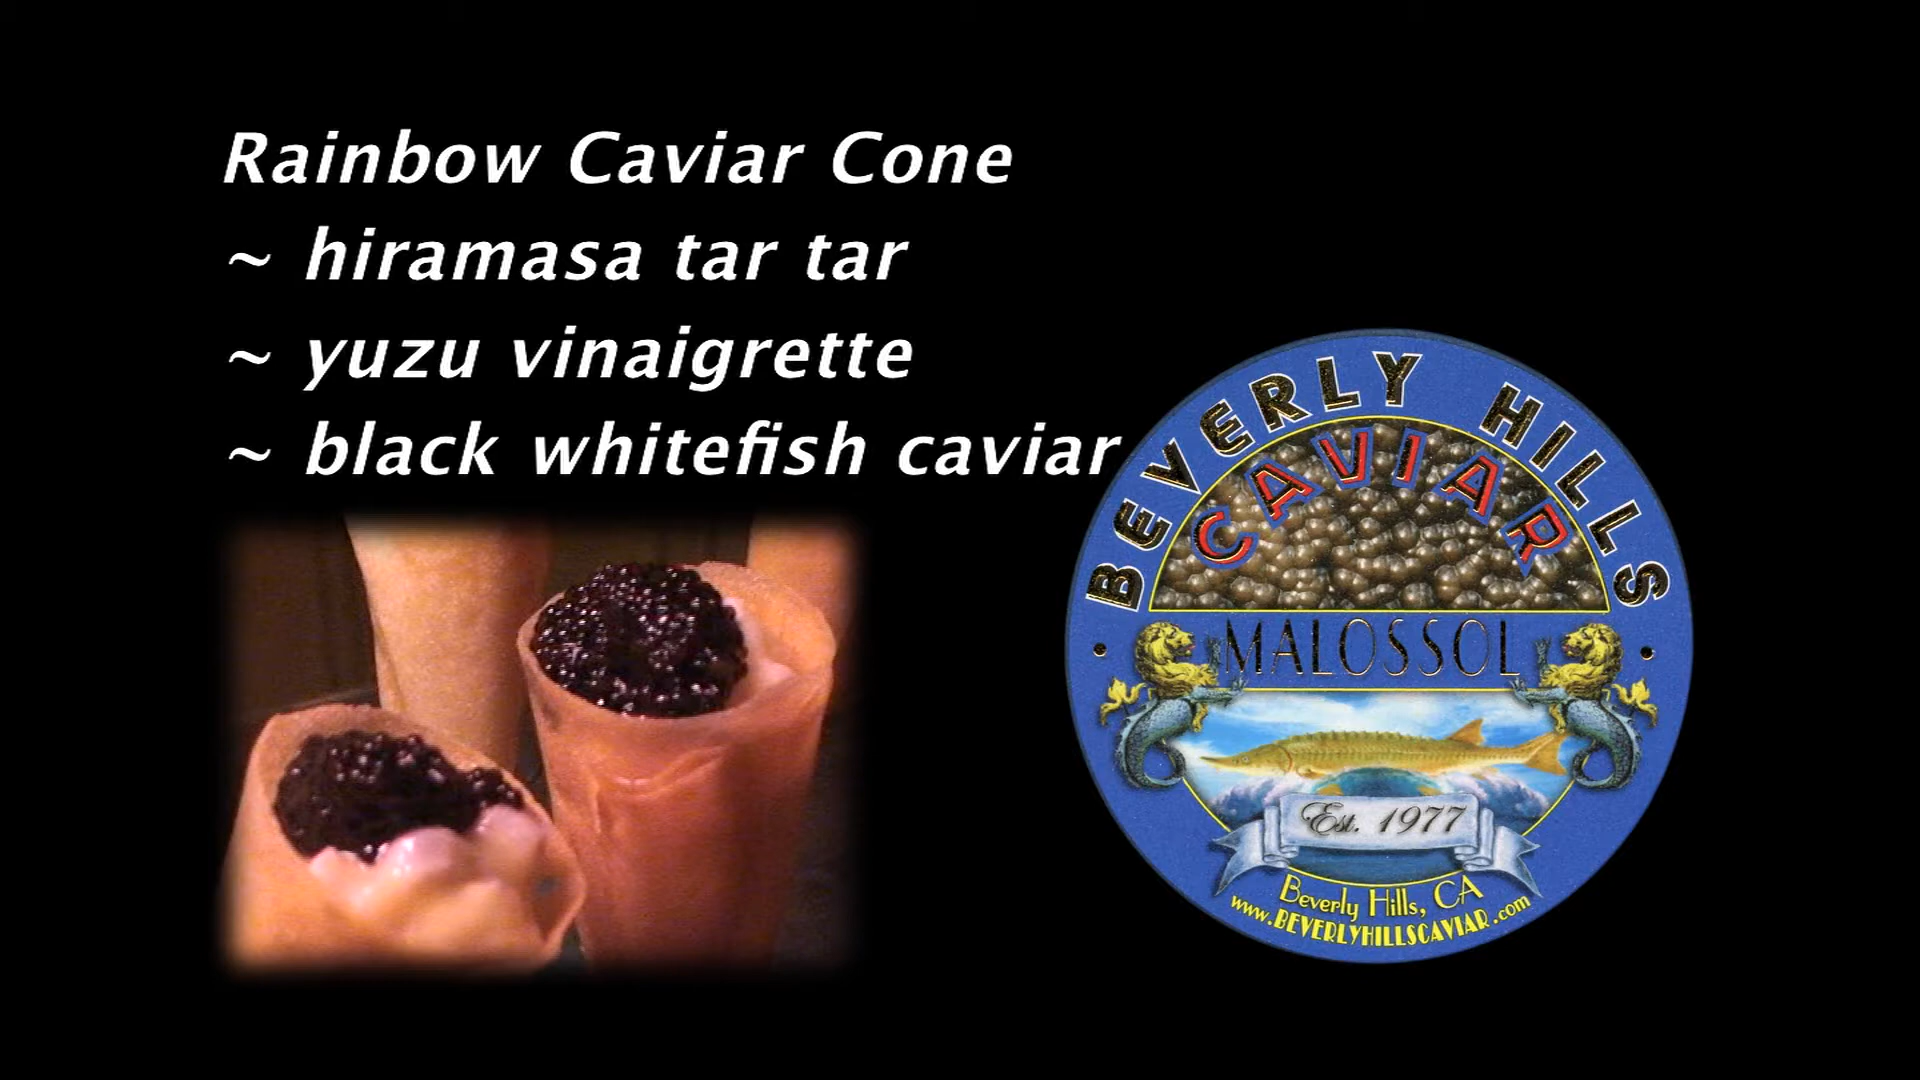 Rainbow Caviar Cone
~ hiramasa tar tar
~ yuzu vinaigrette
~ black whitefish caviar
BEVERLY HILLS
CAVIAR
MALOSSOL
Est. 1977
Beverly Hills, CA
www.BEVERLYHILLSCAVIAR.com